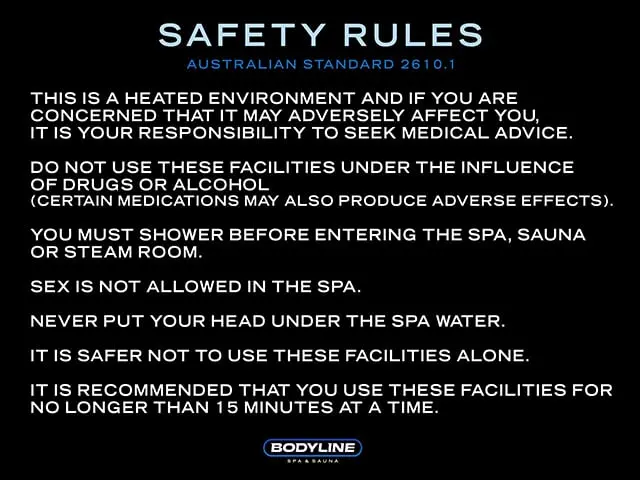 SAFETY RULES
AUSTRALIAN STANDARD 2610.1
THIS IS A HEATED ENVIRONMENT AND IF YOU ARE
CONCERNED THAT IT MAY ADVERSELY AFFECT YOU,
IT IS YOUR RESPONSIBILITY TO SEEK MEDICAL ADVICE.
DO NOT USE THESE FACILITIES UNDER THE INFLUENCE
OF DRUGS OR ALCOHOL
(CERTAIN MEDICATIONS MAY ALSO PRODUCE ADVERSE EFFECTS).
YOU MUST SHOWER BEFORE ENTERING THE SPA, SAUNA
OR STEAM ROOM.
SEX IS NOT ALLOWED IN THE SPA.
NEVER PUT YOUR HEAD UNDER THE SPA WATER.
IT IS SAFER NOT TO USE THESE FACILITIES ALONE.
IT IS RECOMMENDED THAT YOU USE THESE FACILITIES FOR
NO LONGER THAN 15 MINUTES AT A TIME.
BODYLINE
SPA & SAUNA